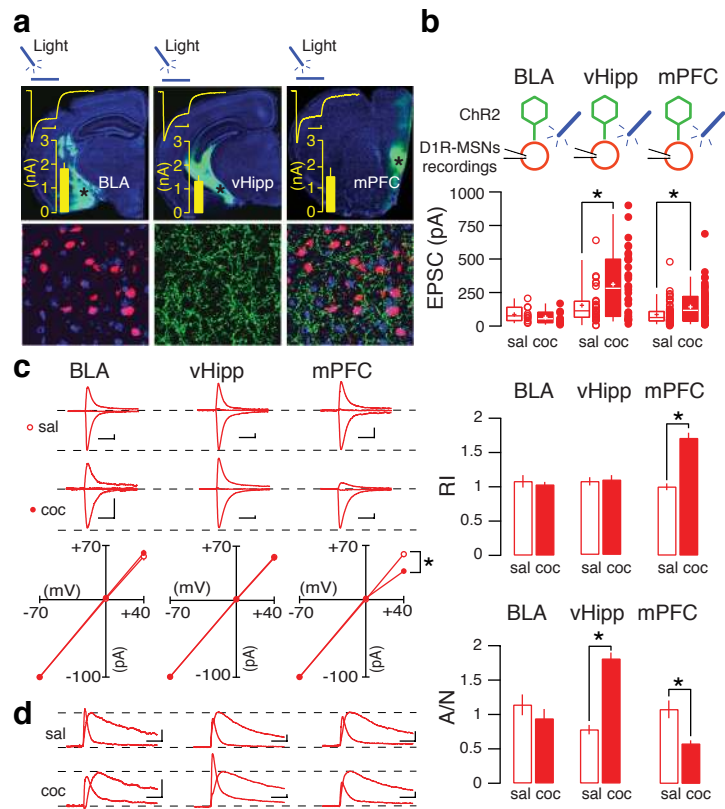 a
Light Light Light
3
2
1
0
(nA)
* BLA
3
2
1
0
* vHipp
3
2
1
0
* mPFC
b
BLA vHipp mPFC
ChR2
D1R-MSNs
recordings
EPSC (pA)
1000
750
500
250
0
* *
sal coc sal coc sal coc
c
BLA vHipp mPFC
sal
coc
+70 +70 +70
(mV) (mV) (mV)
-70 +40 -70 +40 -70 +40
*
-100 -100 -100
(pA) (pA) (pA)
BLA vHipp mPFC
RI
2
1.5
1
0.5
0
*
sal coc sal coc sal coc
d
sal
coc
BLA vHipp mPFC
A/N
2
1.5
1
0.5
0
* *
sal coc sal coc sal coc